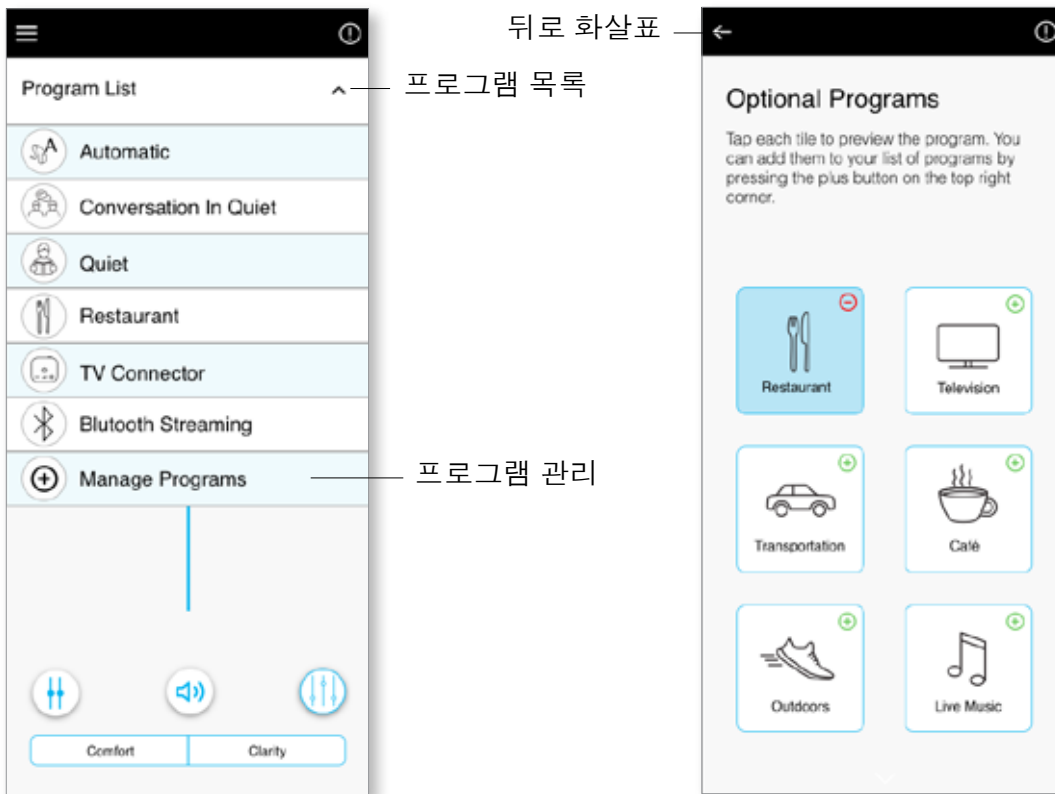 Program List
프로그램 목록
Automatic
Conversation In Quiet
Quiet
Restaurant
TV Connector
Blutooth Streaming
Manage Programs
프로그램 관리
Comfort
Clarity
뒤로 화살표
Optional Programs
Tap each tile to preview the program. You
can add them to your list of programs by
pressing the plus button on the top right
corner.
Restaurant
Television
Transportation
Café
Outdoors
Live Music